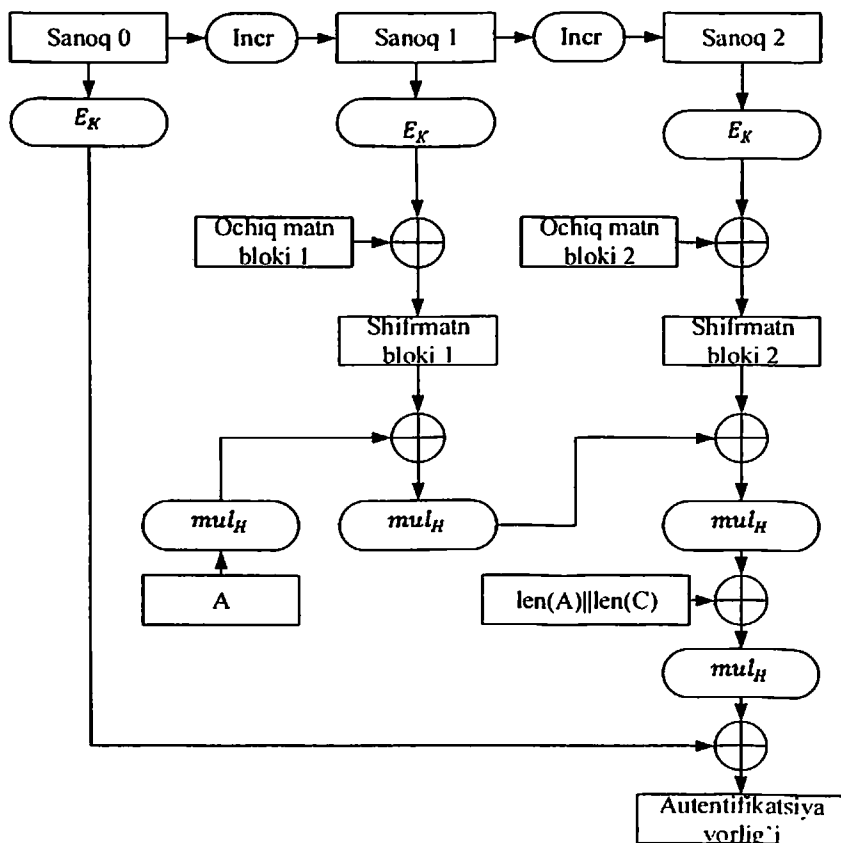 Sanoq 0
Incr
Sanoq 1
Incr
Sanoq 2
E_K
E_K
E_K
Ochiq matn
bloki 1
Ochiq matn
bloki 2
Shifrmatn
bloki 1
Shifrmatn
bloki 2
mul_H
mul_H
mul_H
A
len(A)||len(C)
mul_H
Autentifikatsiya
yorlig`i